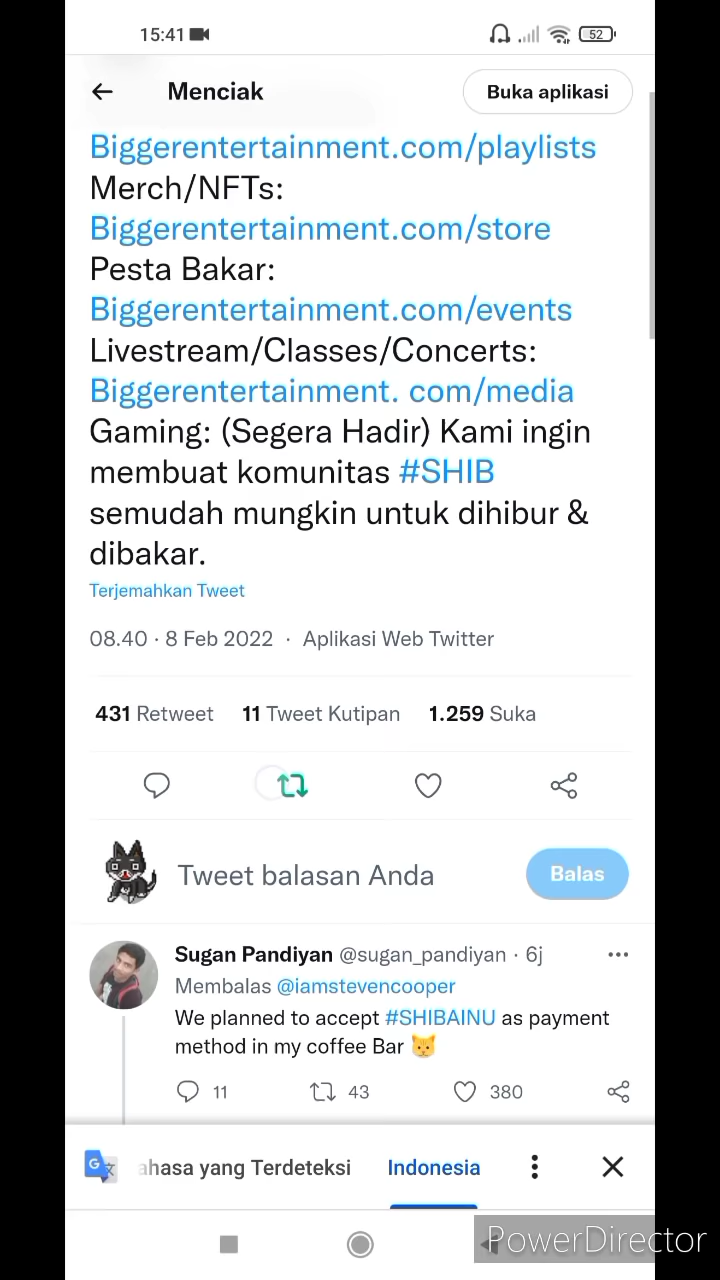 15:41
52
Menciak
Buka aplikasi
Biggerentertainment.com/playlists
Merch/NFTs:
Biggerentertainment.com/store
Pesta Bakar:
Biggerentertainment.com/events
Livestream/Classes/Concerts:
Biggerentertainment. com/media
Gaming: (Segera Hadir) Kami ingin
membuat komunitas #SHIB
semudah mungkin untuk dihibur &
dibakar.
Terjemahkan Tweet
08.40 · 8 Feb 2022 · Aplikasi Web Twitter
431 Retweet 11 Tweet Kutipan 1.259 Suka
Tweet balasan Anda
Balas
Sugan Pandiyan @sugan_pandiyan · 6j
Membalas @iamstevencooper
We planned to accept #SHIBAINU as payment
method in my coffee Bar 🐱
11 43 380
G
ahasa yang Terdeteksi Indonesia
PowerDirector